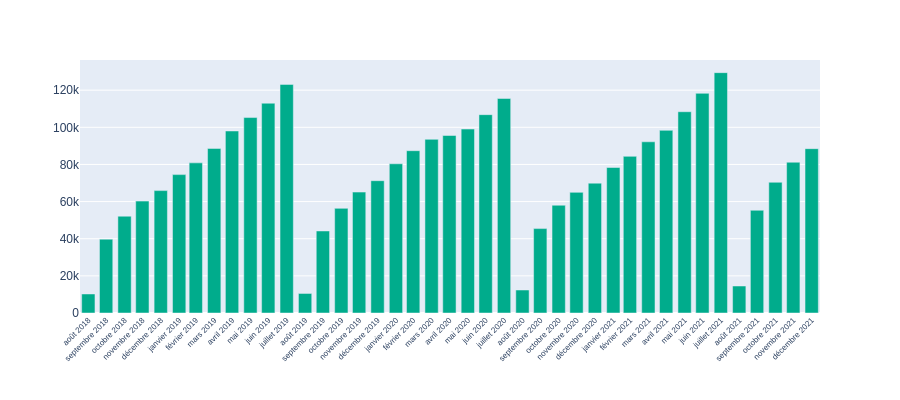 120k
100k
80k
60k
40k
20k
0
août 2018
septembre 2018
octobre 2018
novembre 2018
décembre 2018
janvier 2019
février 2019
mars 2019
avril 2019
mai 2019
juin 2019
juillet 2019
août 2019
septembre 2019
octobre 2019
novembre 2019
décembre 2019
janvier 2020
février 2020
mars 2020
avril 2020
mai 2020
juin 2020
juillet 2020
août 2020
septembre 2020
octobre 2020
novembre 2020
décembre 2020
janvier 2021
février 2021
mars 2021
avril 2021
mai 2021
juin 2021
juillet 2021
août 2021
septembre 2021
octobre 2021
novembre 2021
décembre 2021